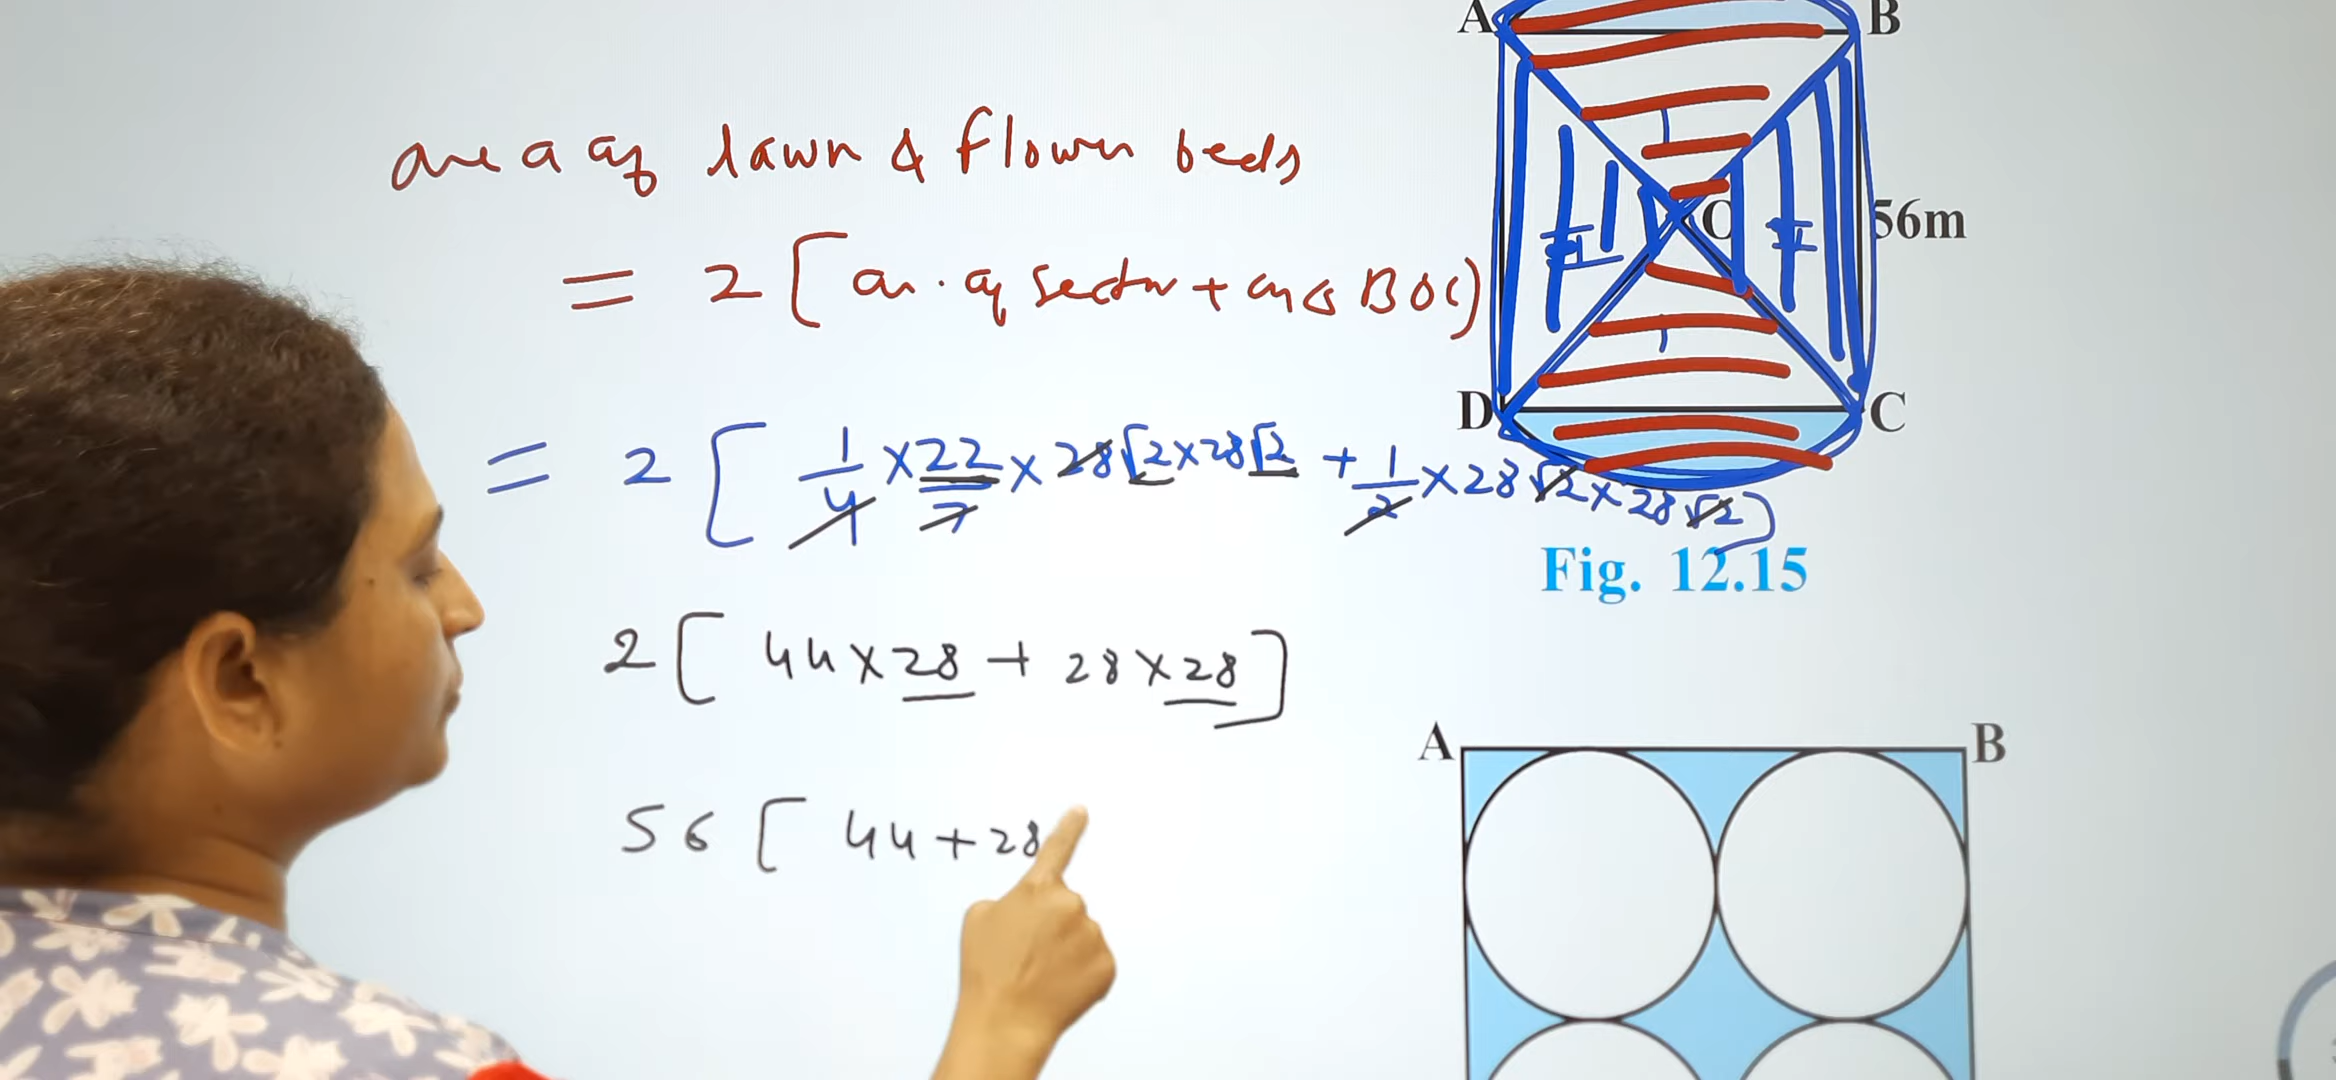 A B
area of lawn & flower beds
= 2 [ ar. of sector + ar Δ BOC)
O 56m
D C
= 2 [ 1/4 × 22/7 × 28√2 × 28√2 + 1/2 × 28√2 × 28√2 ]
Fig. 12.15
2 [ 44 × 28 + 28 × 28 ]
A B
56 [ 44 + 28